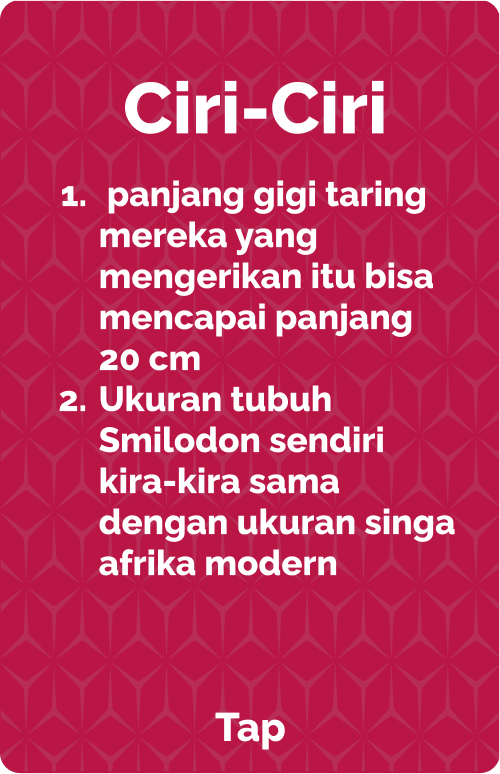 Ciri-Ciri
1. panjang gigi taring
mereka yang
mengerikan itu bisa
mencapai panjang
20 cm
2. Ukuran tubuh
Smilodon sendiri
kira-kira sama
dengan ukuran singa
afrika modern
Tap